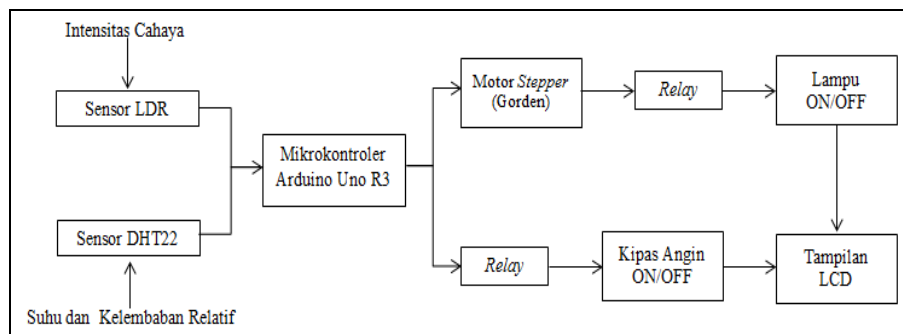 Intensitas Cahaya
Sensor LDR
Mikrokontroler
Arduino Uno R3
Sensor DHT22
Suhu dan Kelembaban Relatif
Motor Stepper
(Gorden)
Relay
Lampu
ON/OFF
Relay
Kipas Angin
ON/OFF
Tampilan
LCD